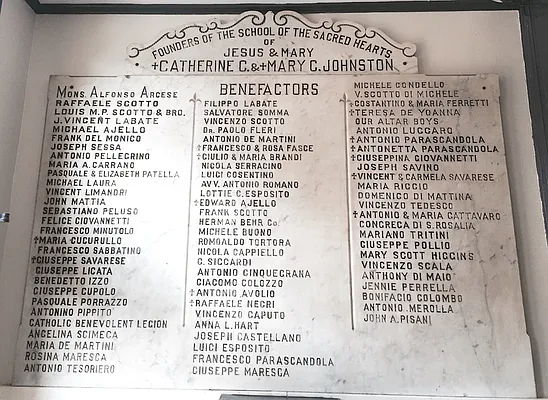 FOUNDERS OF THE SCHOOL OF THE SACRED HEARTS
OF
JESUS & MARY
†CATHERINE C. & †MARY C. JOHNSTON
BENEFACTORS
MONS. ALFONSO ARCESE
RAFFAELE SCOTTO
LOUIS M.P. SCOTTO & BRO.
J. VINCENT LABATE
MICHAEL AJELLO
FRANK DEL MONICO
JOSEPH SESSA
ANTONIO PELLEGRINO
MARIA A. CARRANO
PASQUALE & ELIZABETH PATELLA
MICHAEL LAURA
VINCENT LIMANDRI
JOHN MATTIA
SEBASTIANO PELUSO
FELICE GIOVANNETTI
FRANCESCO MINUTOLO
†MARIA CUCURULLO
FRANCESCO SABBATINO
†GIUSEPPE SAVARESE
GIUSEPPE LICATA
BENEDETTO IZZO
GIUSEPPE CUPOLO
PASQUALE PORRAZZO
ANTONINO PIPPITO
CATHOLIC BENEVOLENT LEGION
ANGELINA SCIMECA
MARIA DE MARTINI
ROSINA MARESCA
ANTONIO TESORIERO
FILIPPO LABATE
SALVATORE SOMMA
VINCENZO SCOTTO
DR. PAOLO FLERI
ANTONIO DE MARTINI
†FRANCESCO & ROSA FASCE
†GIULIO & MARIA BRANDI
NICOLA SERRACINO
LUIGI COSENTINO
AVV. ANTONIO ROMANO
LOTTIE C. ESPOSITO
†EDWARD AJELLO
FRANK SCOTTO
HERMAN BEHR CO.
MICHELE BUONO
ROMOALDO TORTORA
NICOLA CAPPIELLO
C. SICCARDI
ANTONIO CINQUEGRANA
GIACOMO COLOZZO
†ANTONIO AVOLIO
†RAFFAELE NEGRI
VINCENZO CAPUTO
ANNA L. HART
JOSEPH CASTELLANO
LUIGI ESPOSITO
FRANCESCO PARASCANDOLA
GIUSEPPE MARESCA
MICHELE CONDELLO
V. SCOTTO DI MICHELE
†COSTANTINO & MARIA FERRETTI
†TERESA DE YOANNA
OUR ALTAR BOYS
ANTONIO LUCCARO
†ANTONIO PARASCANDOLA
†ANTONETTA PARASCANDOLA
†GIUSEPPINA GIOVANNETTI
JOSEPH SAVINO
†VINCENT & CARMELA SAVARESE
MARIA RICCIO
DOMENICO DI MATTINA
VINCENZO TEDESCO
†ANTONIO & MARIA CATTAVARO
CONGREGA DI S. ROSALIA
MARIANO TRITINI
GIUSEPPE POLLIO
MARY SCOTT HIGGINS
VINCENZO SCALA
ANTHONY DI MAIO
JENNIE PERRELLA
BONIFACIO COLOMBO
ANTONIO MEROLLA
JOHN A. PISANI